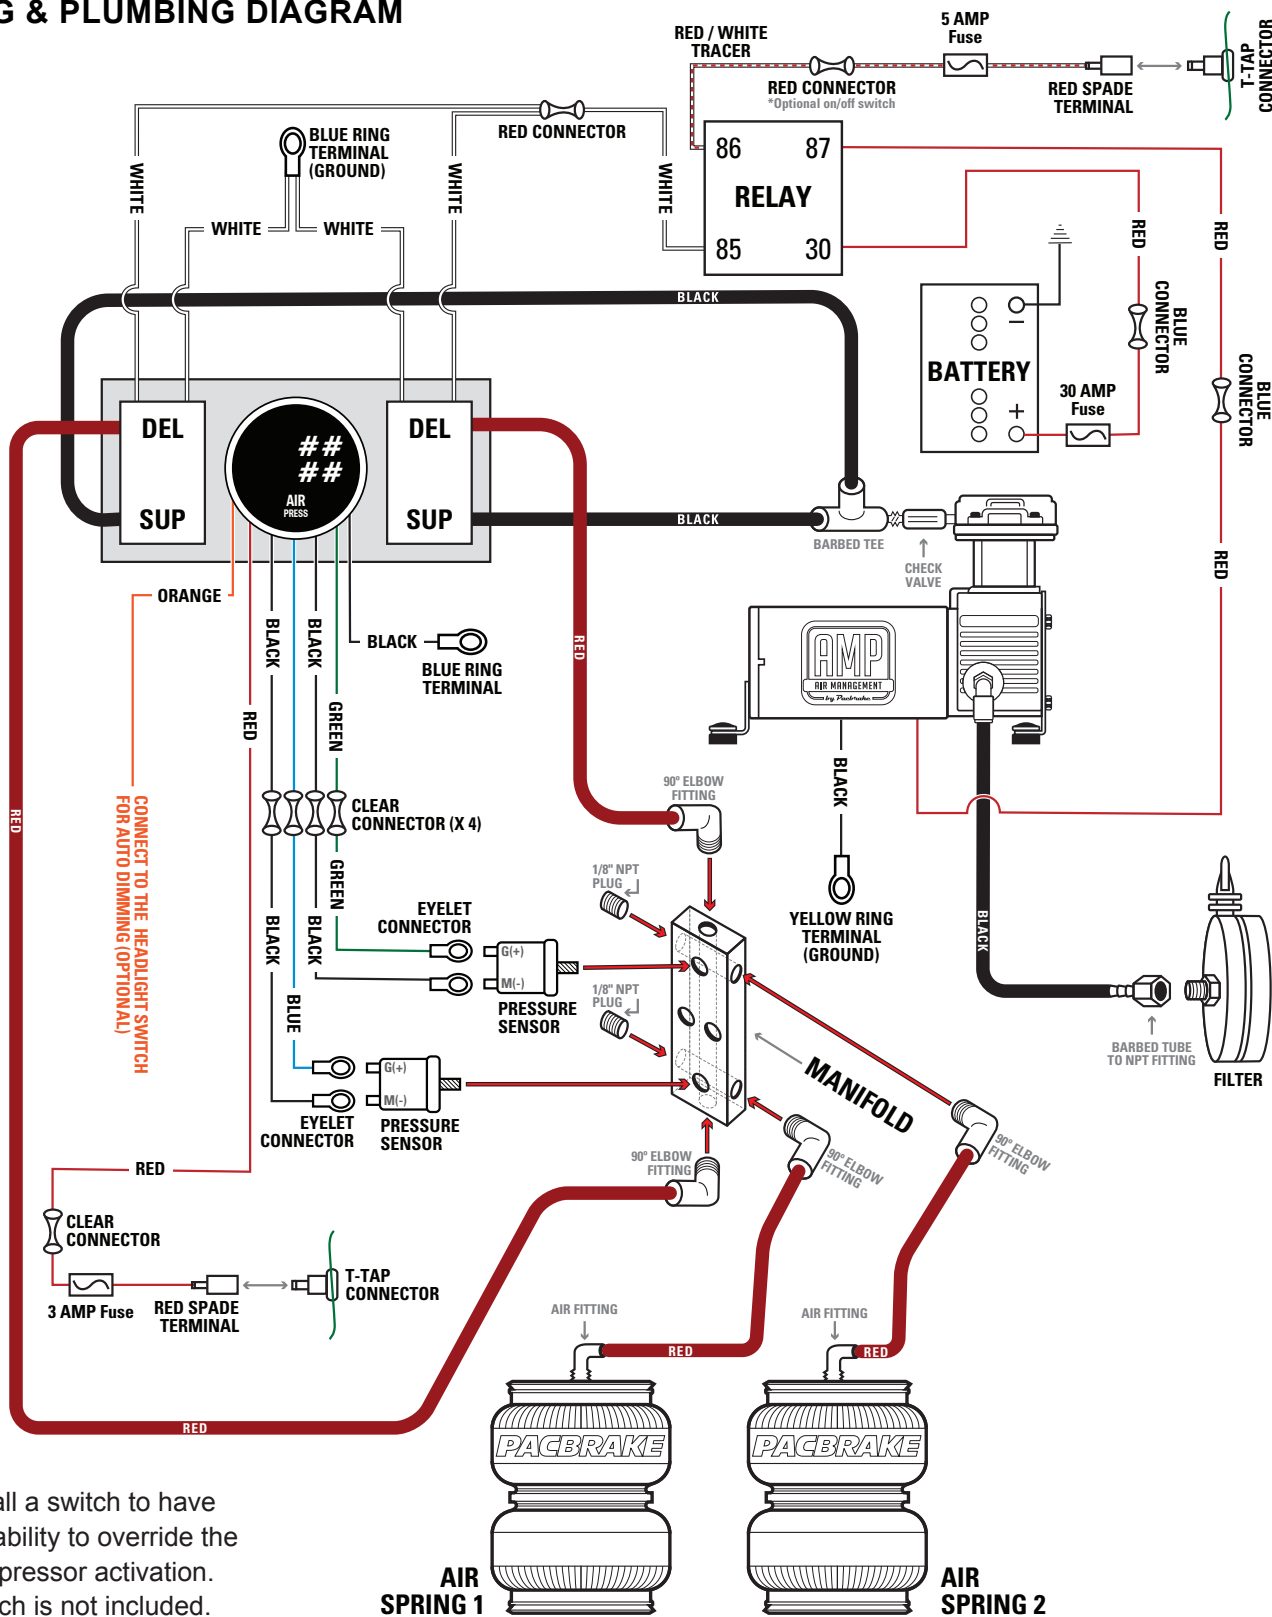 G & PLUMBING DIAGRAM
RED / WHITE
TRACER
5 AMP
Fuse
T-TAP
CONNECTOR
RED CONNECTOR
*Optional on/off switch
RED SPADE
TERMINAL
RED CONNECTOR
BLUE RING
TERMINAL
(GROUND)
WHITE
WHITE
WHITE
WHITE
WHITE
86
87
RELAY
85
30
RED
RED
BLACK
BLUE
CONNECTOR
BATTERY
–
+
30 AMP
Fuse
BLUE
CONNECTOR
DEL
SUP
##
##
AIR
PRESS
DEL
SUP
BLACK
BARBED TEE
CHECK
VALVE
RED
ORANGE
BLACK
BLACK
BLACK
BLUE RING
TERMINAL
RED
AMP
AIR MANAGEMENT
by Pacbrake
RED
GREEN
BLACK
90º ELBOW
FITTING
CONNECT TO THE HEADLIGHT SWITCH
FOR AUTO DIMMING (OPTIONAL)
RED
CLEAR
CONNECTOR (X 4)
GREEN
1/8" NPT
PLUG
EYELET
CONNECTOR
YELLOW RING
TERMINAL
(GROUND)
BLACK
BLACK
BLACK
G(+)
M(-)
PRESSURE
SENSOR
1/8" NPT
PLUG
BLUE
BARBED TUBE
TO NPT FITTING
FILTER
MANIFOLD
G(+)
M(-)
EYELET
CONNECTOR
PRESSURE
SENSOR
90º ELBOW
FITTING
90º ELBOW
FITTING
90º ELBOW
FITTING
RED
CLEAR
CONNECTOR
3 AMP Fuse
RED SPADE
TERMINAL
T-TAP
CONNECTOR
AIR FITTING
AIR FITTING
RED
RED
RED
PACBRAKE
PACBRAKE
all a switch to have
ability to override the
pressor activation.
ch is not included.
AIR
SPRING 1
AIR
SPRING 2